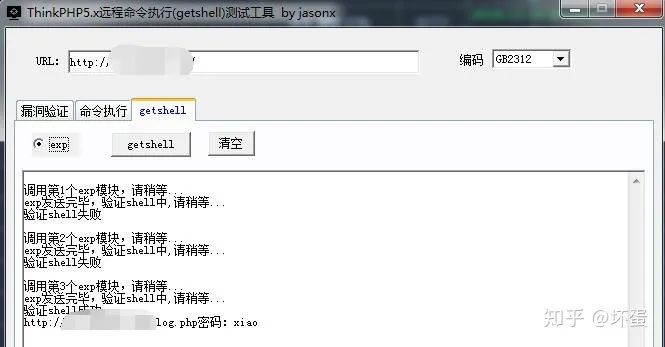 ThinkPHP5.x远程命令执行(getshell)测试工具 by jasonx
URL: http:/ /
编码 GB2312
漏洞验证 命令执行 getshell
exp getshell 清空
调用第1个exp模块，请稍等...
exp发送完毕，验证shell中,请稍等...
验证shell失败
调用第2个exp模块，请稍等...
exp发送完毕，验证shell中,请稍等...
验证shell失败
调用第3个exp模块，请稍等...
exp发送完毕，验证shell中,请稍等...
验证shell成功
http:/ log.php密码: xiao
知乎 @坏蛋